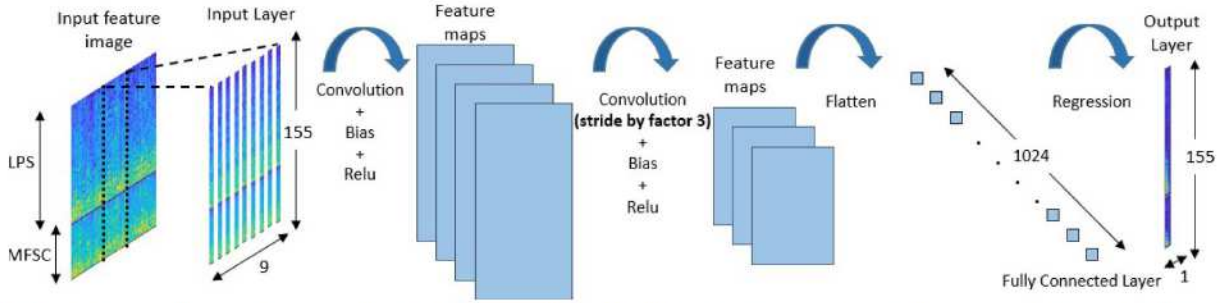 Input feature
image
LPS
MFSC
Input Layer
155
9
Convolution
+
Bias
+
Relu
Feature
maps
Convolution
(stride by factor 3)
+
Bias
+
Relu
Feature
maps
Flatten
1024
Fully Connected Layer
Regression
Output
Layer
155
1